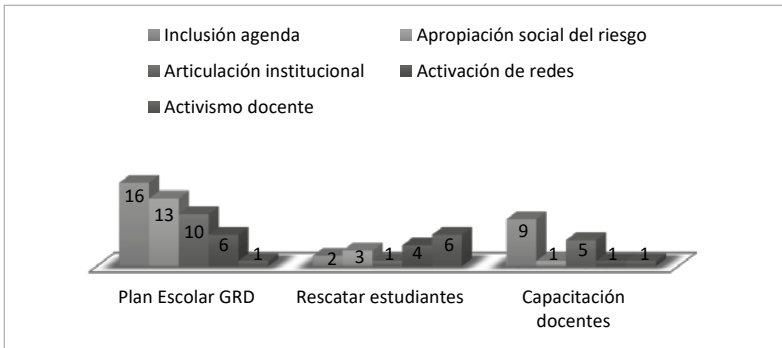 Inclusión agenda
Apropiación social del riesgo
Articulación institucional
Activación de redes
Activismo docente
16 13 10 6 1
2 3 1 4 6
9 1 5 1 1
Plan Escolar GRD
Rescatar estudiantes
Capacitación
docentes